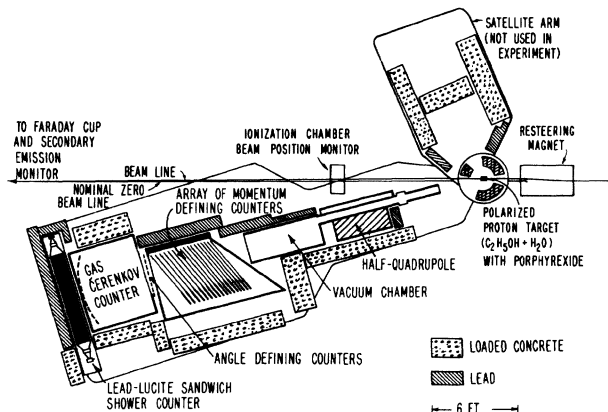 SATELLITE ARM
(NOT USED IN
EXPERIMENT)
TO FARADAY CUP
AND SECONDARY
EMISSION
MONITOR
IONIZATION CHAMBER
BEAM POSITION MONITOR
RESTEERING
MAGNET
BEAM LINE
NOMINAL ZERO
BEAM LINE
ARRAY OF MOMENTUM
DEFINING COUNTERS
POLARIZED
PROTON TARGET
(C₂H₅OH + H₂O)
WITH PORPHYREXIDE
GAS
ČERENKOV
COUNTER
HALF-QUADRUPOLE
VACUUM CHAMBER
ANGLE DEFINING COUNTERS
LEAD-LUCITE SANDWICH
SHOWER COUNTER
LOADED CONCRETE
LEAD
6 FT